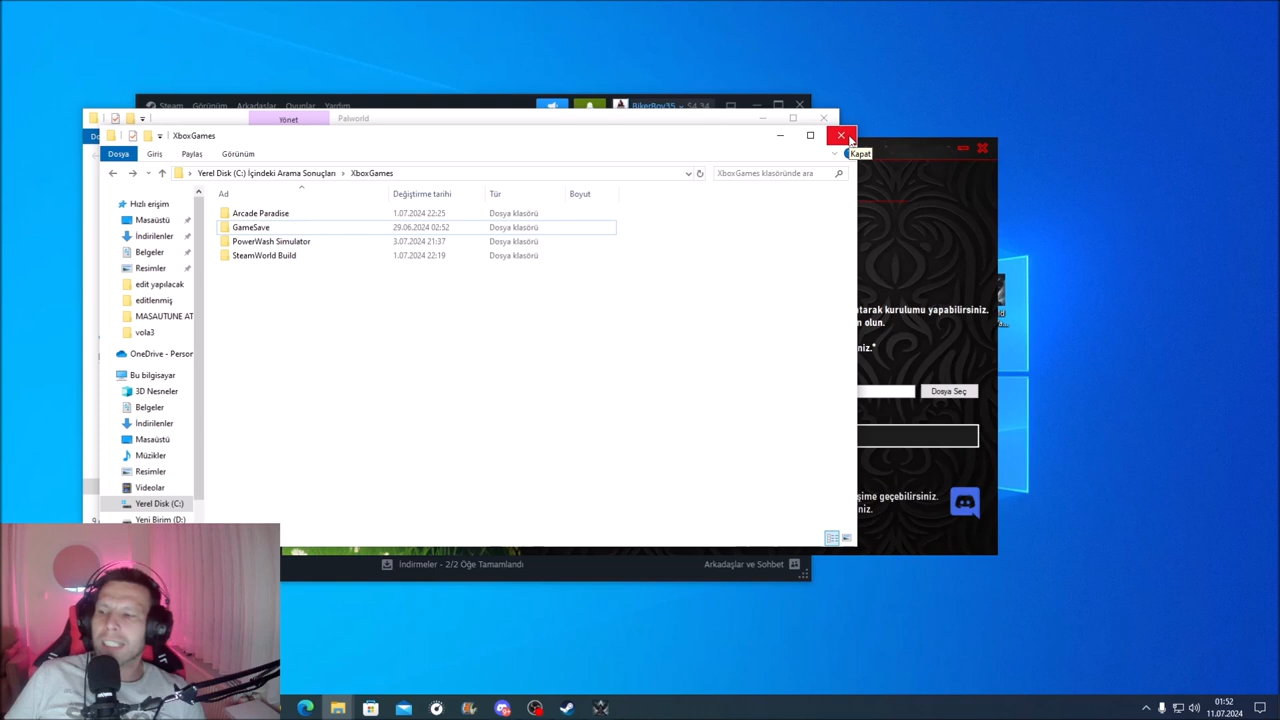 Steam Görünüm Arkadaşlar Oyunlar Yardım
BikerBoy35 $4.34
Yönet Palworld
XboxGames
Dosya Giriş Paylaş Görünüm
Kapat
Yerel Disk (C:) İçindeki Arama Sonuçları > XboxGames
XboxGames klasöründe ara
Ad Değiştirme tarihi Tür Boyut
Arcade Paradise 1.07.2024 22:25 Dosya klasörü
GameSave 29.06.2024 02:52 Dosya klasörü
PowerWash Simulator 3.07.2024 21:37 Dosya klasörü
SteamWorld Build 1.07.2024 22:19 Dosya klasörü
Hızlı erişim
Masaüstü
İndirilenler
Belgeler
Resimler
edit yapılacak
editlenmiş
MASAUTUNE AT
vola3
OneDrive - Person
Bu bilgisayar
3D Nesneler
Belgeler
İndirilenler
Masaüstü
Müzikler
Resimler
Videolar
Yerel Disk (C:)
Yeni Birim (D:)
atarak kurulumu yapabilirsiniz.
n olun.
niz.*
Dosya Seç
şime geçebilirsiniz.
niz.
İndirmeler - 2/2 Öğe Tamamlandı
Arkadaşlar ve Sohbet
01:52
11.07.2024